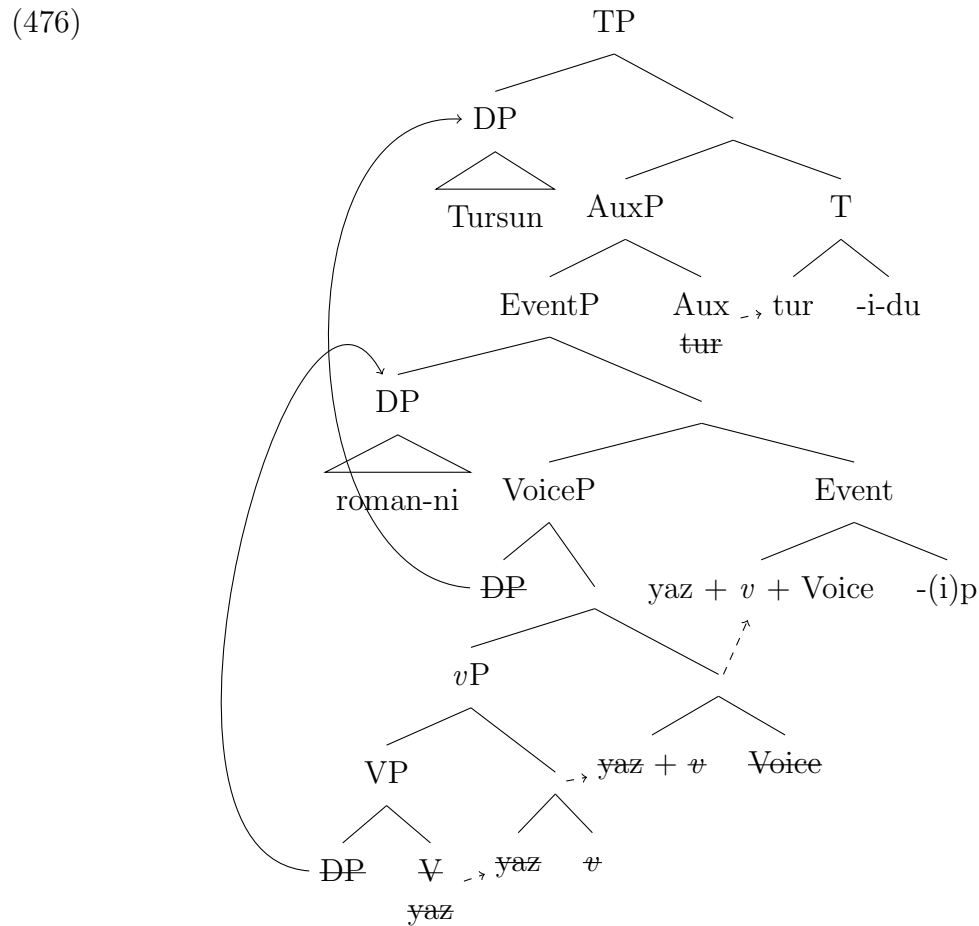 (476)
TP
DP
Tursun AuxP T
EventP Aux tur -i-du
tur
DP
roman-ni VoiceP Event
DP yaz + v + Voice -(i)p
vP
VP yaz + v Voice
DP V yaz v
yaz